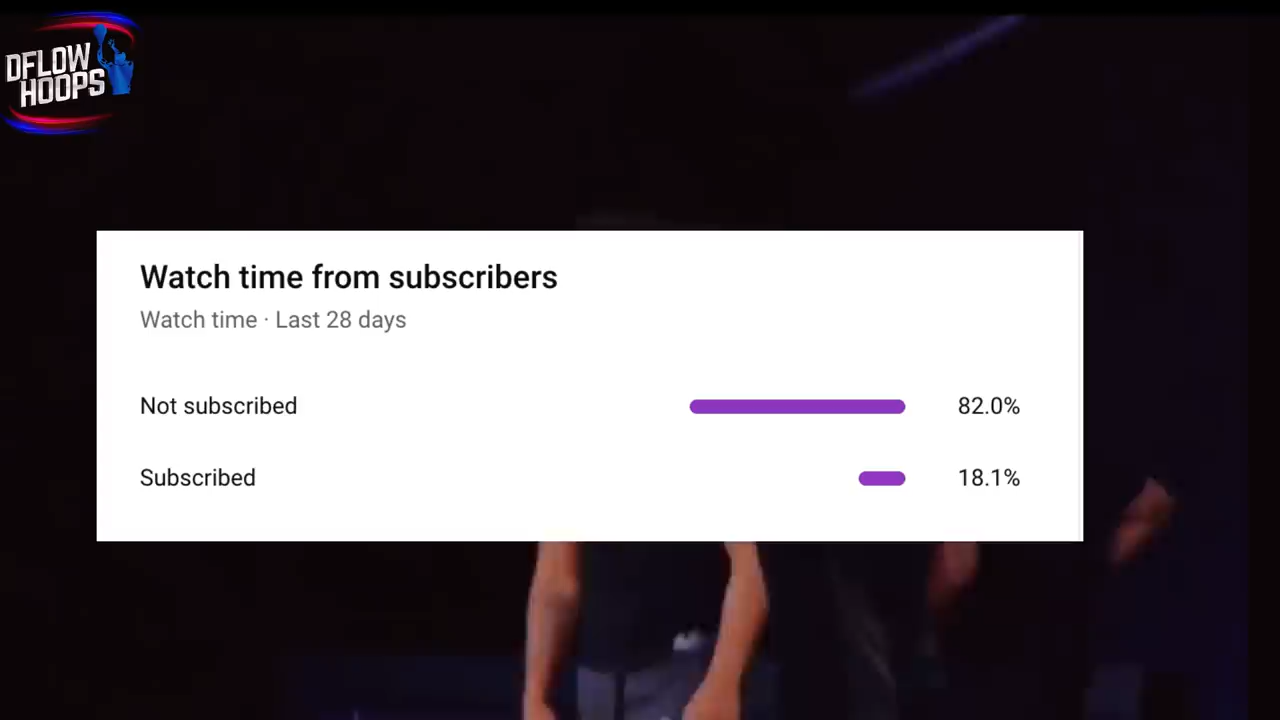 DFLOW
HOOPS
Watch time from subscribers
Watch time · Last 28 days
Not subscribed 82.0%
Subscribed 18.1%